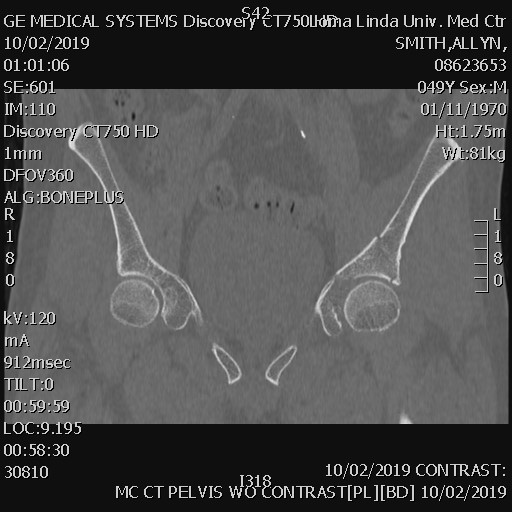 S42
GE MEDICAL SYSTEMS Discovery CT750 HD
Loma Linda Univ. Med Ctr
10/02/2019
SMITH,ALLYN,
01:01:06
08623653
SE:601
049Y Sex:M
IM:110
01/11/1970
Discovery CT750 HD
Ht:1.75m
1mm
Wt:81kg
DFOV360
ALG:BONEPLUS
R
L
1
1
8
8
0
0
kV:120
mA
912msec
TILT:0
00:59:59
LOC:9.195
00:58:30
30810
I318
10/02/2019 CONTRAST:
MC CT PELVIS WO CONTRAST[PL][BD] 10/02/2019